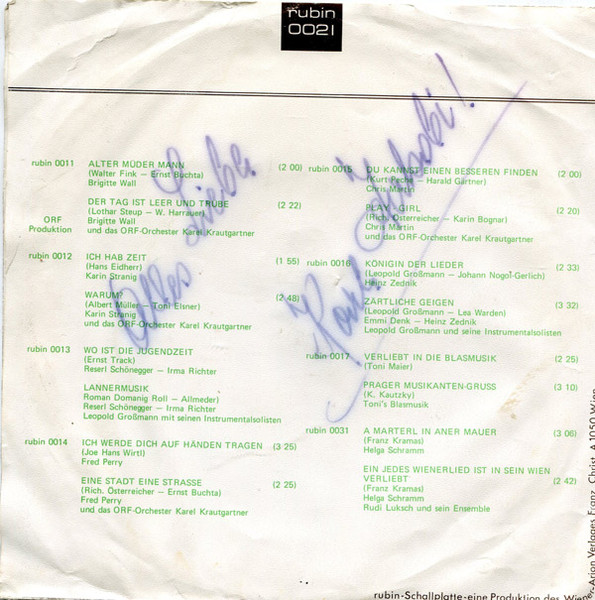 rubin
0021
rubin 0011 ALTER MÜDER MANN (2 00)
(Walter Fink — Ernst Buchta)
Brigitte Wall
DER TAG IST LEER UND TRÜBE (2 22)
(Lothar Steup — W. Harrauer)
ORF Brigitte Wall
Produktion und das ORF-Orchester Karel Krautgartner
rubin 0012 ICH HAB ZEIT (1 55)
(Hans Eidherr)
Karin Stranig
WARUM? (2 48)
(Albert Müller — Toni Elsner)
Karin Stranig
und das ORF-Orchester Karel Krautgartner
rubin 0013 WO IST DIE JUGENDZEIT
(Ernst Track)
Reserl Schönegger — Irma Richter
LANNERMUSIK
Roman Domanig Roll — Allmeder)
Reserl Schönegger — Irma Richter
Leopold Großmann mit seinen Instrumentalsolisten
rubin 0014 ICH WERDE DICH AUF HÄNDEN TRAGEN (3 25)
(Joe Hans Wirtl)
Fred Perry
EINE STADT EINE STRASSE (2 25)
(Rich. Österreicher — Ernst Buchta)
Fred Perry
und das ORF-Orchester Karel Krautgartner
rubin 0015 DU KANNST EINEN BESSEREN FINDEN (2 00)
(Kurt Peche — Harald Gärtner)
Chris Martin
PLAY-GIRL (2 20)
(Rich. Österreicher — Karin Bognar)
Chris Martin
und das ORF-Orchester Karel Krautgartner
rubin 0016 KÖNIGIN DER LIEDER (2 33)
(Leopold Großmann — Johann Nogol-Gerlich)
Heinz Zednik
ZÄRTLICHE GEIGEN (3 32)
(Leopold Großmann — Lea Warden)
Emmi Denk — Heinz Zednik
Leopold Großmann und seine Instrumentalsolisten
rubin 0017 VERLIEBT IN DIE BLASMUSIK (2 25)
(Toni Maier)
PRAGER MUSIKANTEN-GRUSS (3 10)
(K. Kautzky)
Toni's Blasmusik
rubin 0031 A MARTERL IN ANER MAUER (3 06)
(Franz Kramas)
Helga Schramm
EIN JEDES WIENERLIED IST IN SEIN WIEN
VERLIEBT (2 42)
(Franz Kramas)
Helga Schramm
Rudi Luksch und sein Ensemble
Alles Liebe
rubin-Schallplatte-eine Produktion des
Verlages Franz Christ, A 1050 Wien